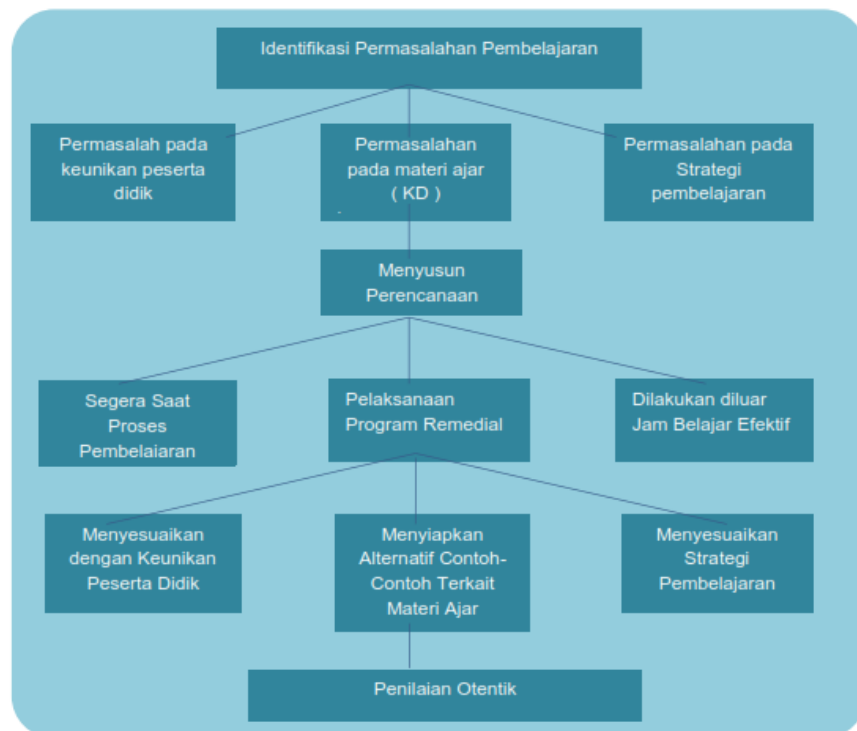 Identifikasi Permasalahan Pembelajaran
Permasalah pada
keunikan peserta
didik
Permasalahan
pada materi ajar
( KD )
.
Permasalahan pada
Strategi
pembelajaran
Menyusun
Perencanaan
Segera Saat
Proses
Pembelaiaran
Pelaksanaan
Program Remedial
Dilakukan diluar
Jam Belajar Efektif
Menyesuaikan
dengan Keunikan
Peserta Didik
Menyiapkan
Alternatif Contoh-
Contoh Terkait
Materi Ajar
Menyesuaikan
Strategi
Pembelajaran
Penilaian Otentik